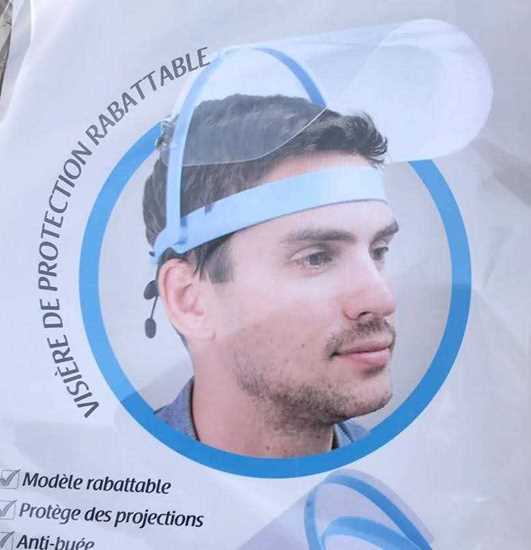 VISIÈRE DE PROTECTION RABATTABLE
Modèle rabattable
Protège des projections
Anti-buée